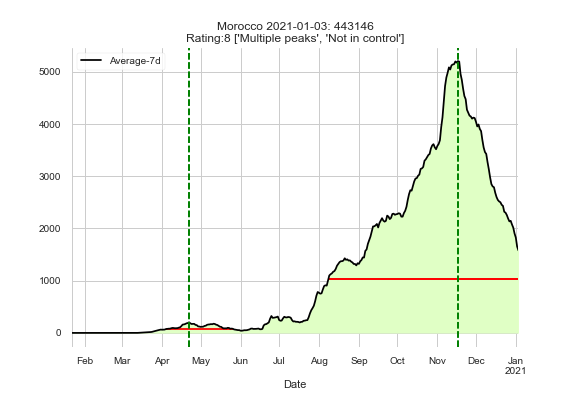 Morocco 2021-01-03: 443146
Rating:8 ['Multiple peaks', 'Not in control']
Average-7d
5000
4000
3000
2000
1000
0
Feb Mar Apr May Jun Jul Aug Sep Oct Nov Dec Jan
2021
Date